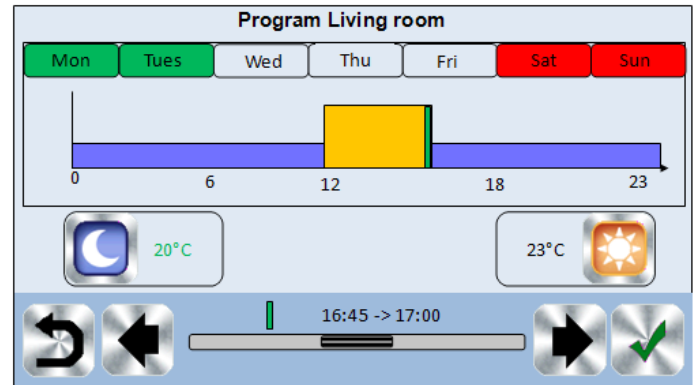 Program Living room
Mon Tues Wed Thu Fri Sat Sun
0 6 12 18 23
20°C 23°C
16:45 -> 17:00